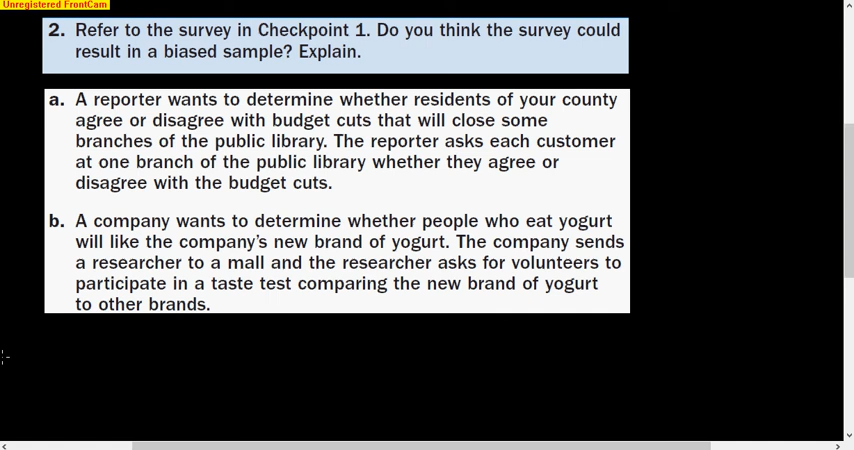 Unregistered FrontCam
2. Refer to the survey in Checkpoint 1. Do you think the survey could
result in a biased sample? Explain.
a. A reporter wants to determine whether residents of your county
agree or disagree with budget cuts that will close some
branches of the public library. The reporter asks each customer
at one branch of the public library whether they agree or
disagree with the budget cuts.
b. A company wants to determine whether people who eat yogurt
will like the company's new brand of yogurt. The company sends
a researcher to a mall and the researcher asks for volunteers to
participate in a taste test comparing the new brand of yogurt
to other brands.